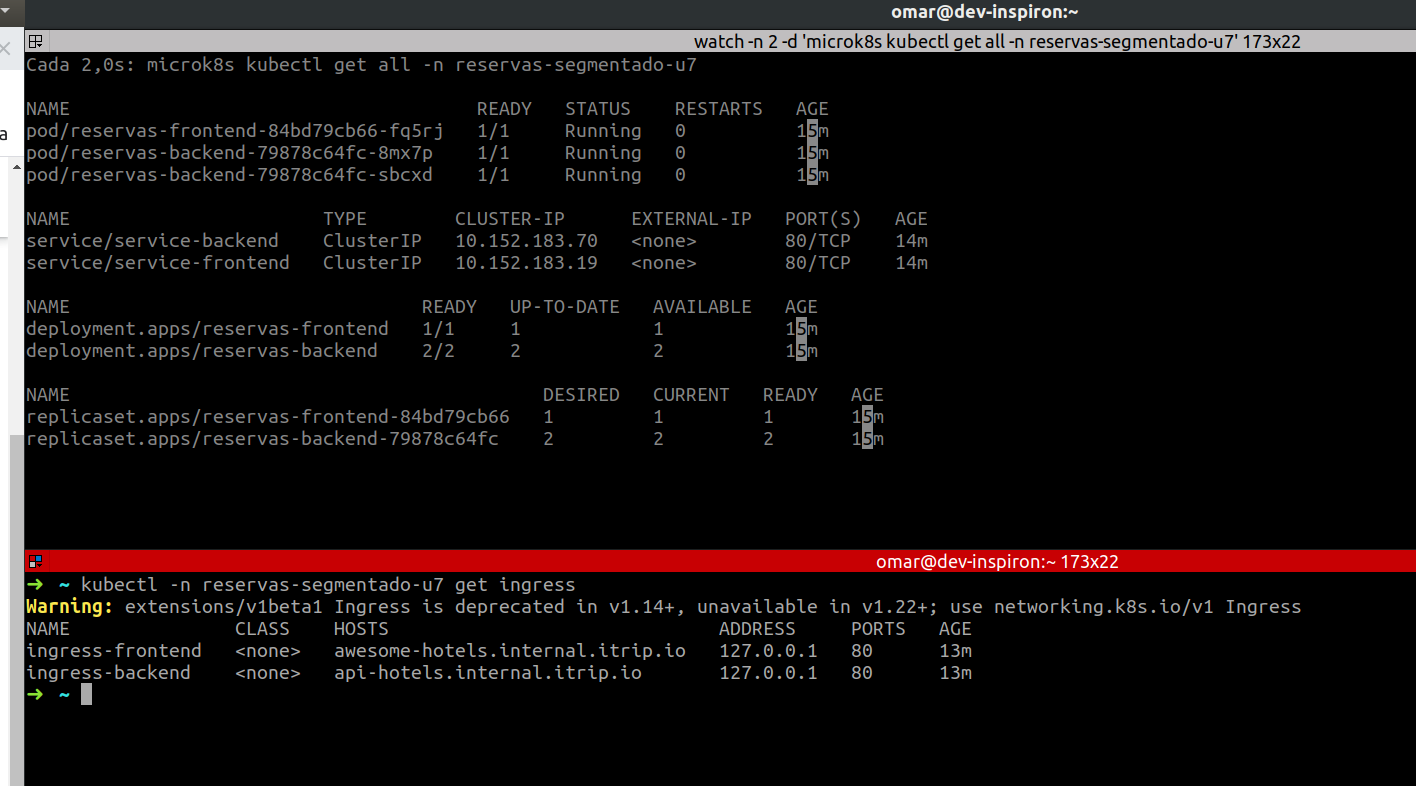 omar@dev-inspiron:~
watch -n 2 -d 'microk8s kubectl get all -n reservas-segmentado-u7' 173x22
Cada 2,0s: microk8s kubectl get all -n reservas-segmentado-u7
a
NAME READY STATUS RESTARTS AGE
pod/reservas-frontend-84bd79cb66-fq5rj 1/1 Running 0 15m
pod/reservas-backend-79878c64fc-8mx7p 1/1 Running 0 15m
pod/reservas-backend-79878c64fc-sbcxd 1/1 Running 0 15m
NAME TYPE CLUSTER-IP EXTERNAL-IP PORT(S) AGE
service/service-backend ClusterIP 10.152.183.70 <none> 80/TCP 14m
service/service-frontend ClusterIP 10.152.183.19 <none> 80/TCP 14m
NAME READY UP-TO-DATE AVAILABLE AGE
deployment.apps/reservas-frontend 1/1 1 1 15m
deployment.apps/reservas-backend 2/2 2 2 15m
NAME DESIRED CURRENT READY AGE
replicaset.apps/reservas-frontend-84bd79cb66 1 1 1 15m
replicaset.apps/reservas-backend-79878c64fc 2 2 2 15m
omar@dev-inspiron:~ 173x22
➜ ~ kubectl -n reservas-segmentado-u7 get ingress
Warning: extensions/v1beta1 Ingress is deprecated in v1.14+, unavailable in v1.22+; use networking.k8s.io/v1 Ingress
NAME CLASS HOSTS ADDRESS PORTS AGE
ingress-frontend <none> awesome-hotels.internal.itrip.io 127.0.0.1 80 13m
ingress-backend <none> api-hotels.internal.itrip.io 127.0.0.1 80 13m
➜ ~